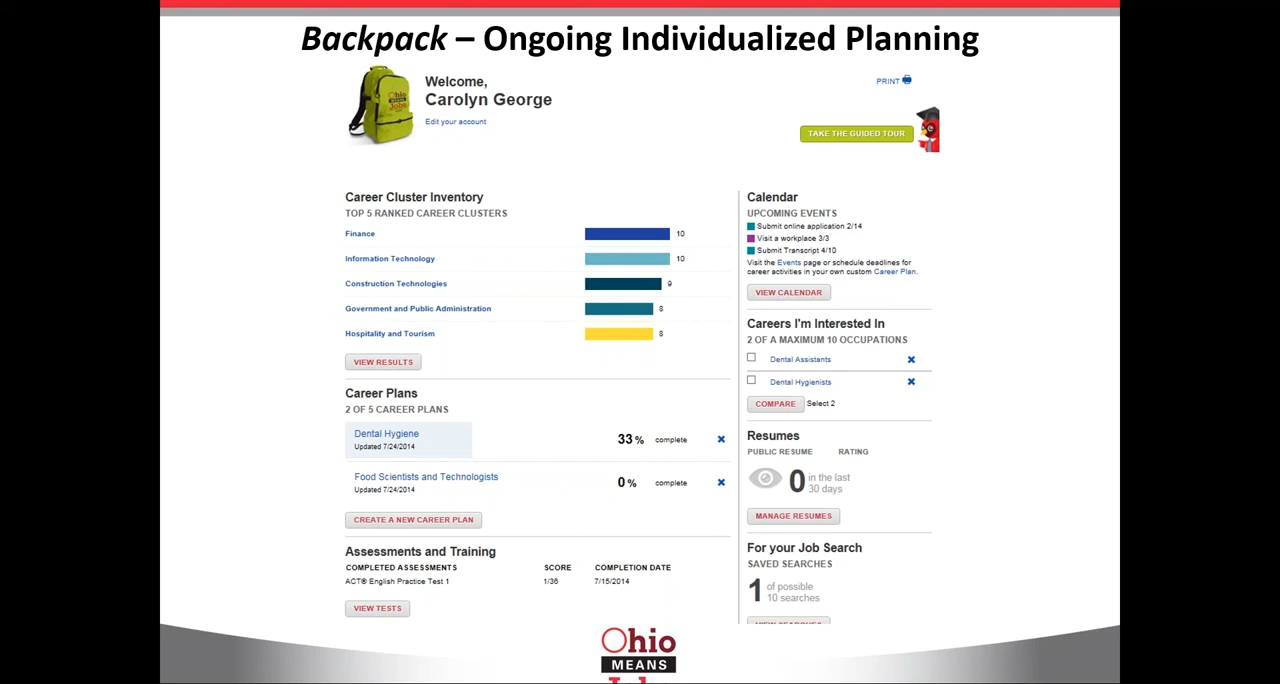 Backpack – Ongoing Individualized Planning
Ohio
MEANS
Jobs
Welcome,
Carolyn George
Edit your account
PRINT
TAKE THE GUIDED TOUR
Career Cluster Inventory
TOP 5 RANKED CAREER CLUSTERS
Finance 10
Information Technology 10
Construction Technologies 9
Government and Public Administration 8
Hospitality and Tourism 8
VIEW RESULTS
Career Plans
2 OF 5 CAREER PLANS
Dental Hygiene
Updated 7/24/2014
33 % complete
Food Scientists and Technologists
Updated 7/24/2014
0 % complete
CREATE A NEW CAREER PLAN
Assessments and Training
COMPLETED ASSESSMENTS SCORE COMPLETION DATE
ACT® English Practice Test 1 1/36 7/15/2014
VIEW TESTS
Calendar
UPCOMING EVENTS
Submit online application 2/14
Visit a workplace 3/3
Submit Transcript 4/10
Visit the Events page or schedule deadlines for
career activities in your own custom Career Plan.
VIEW CALENDAR
Careers I'm Interested In
2 OF A MAXIMUM 10 OCCUPATIONS
Dental Assistants
Dental Hygienists
COMPARE Select 2
Resumes
PUBLIC RESUME RATING
0 in the last
30 days
MANAGE RESUMES
For your Job Search
SAVED SEARCHES
1 of possible
10 searches
VIEW SEARCHES
Ohio
MEANS
Jobs